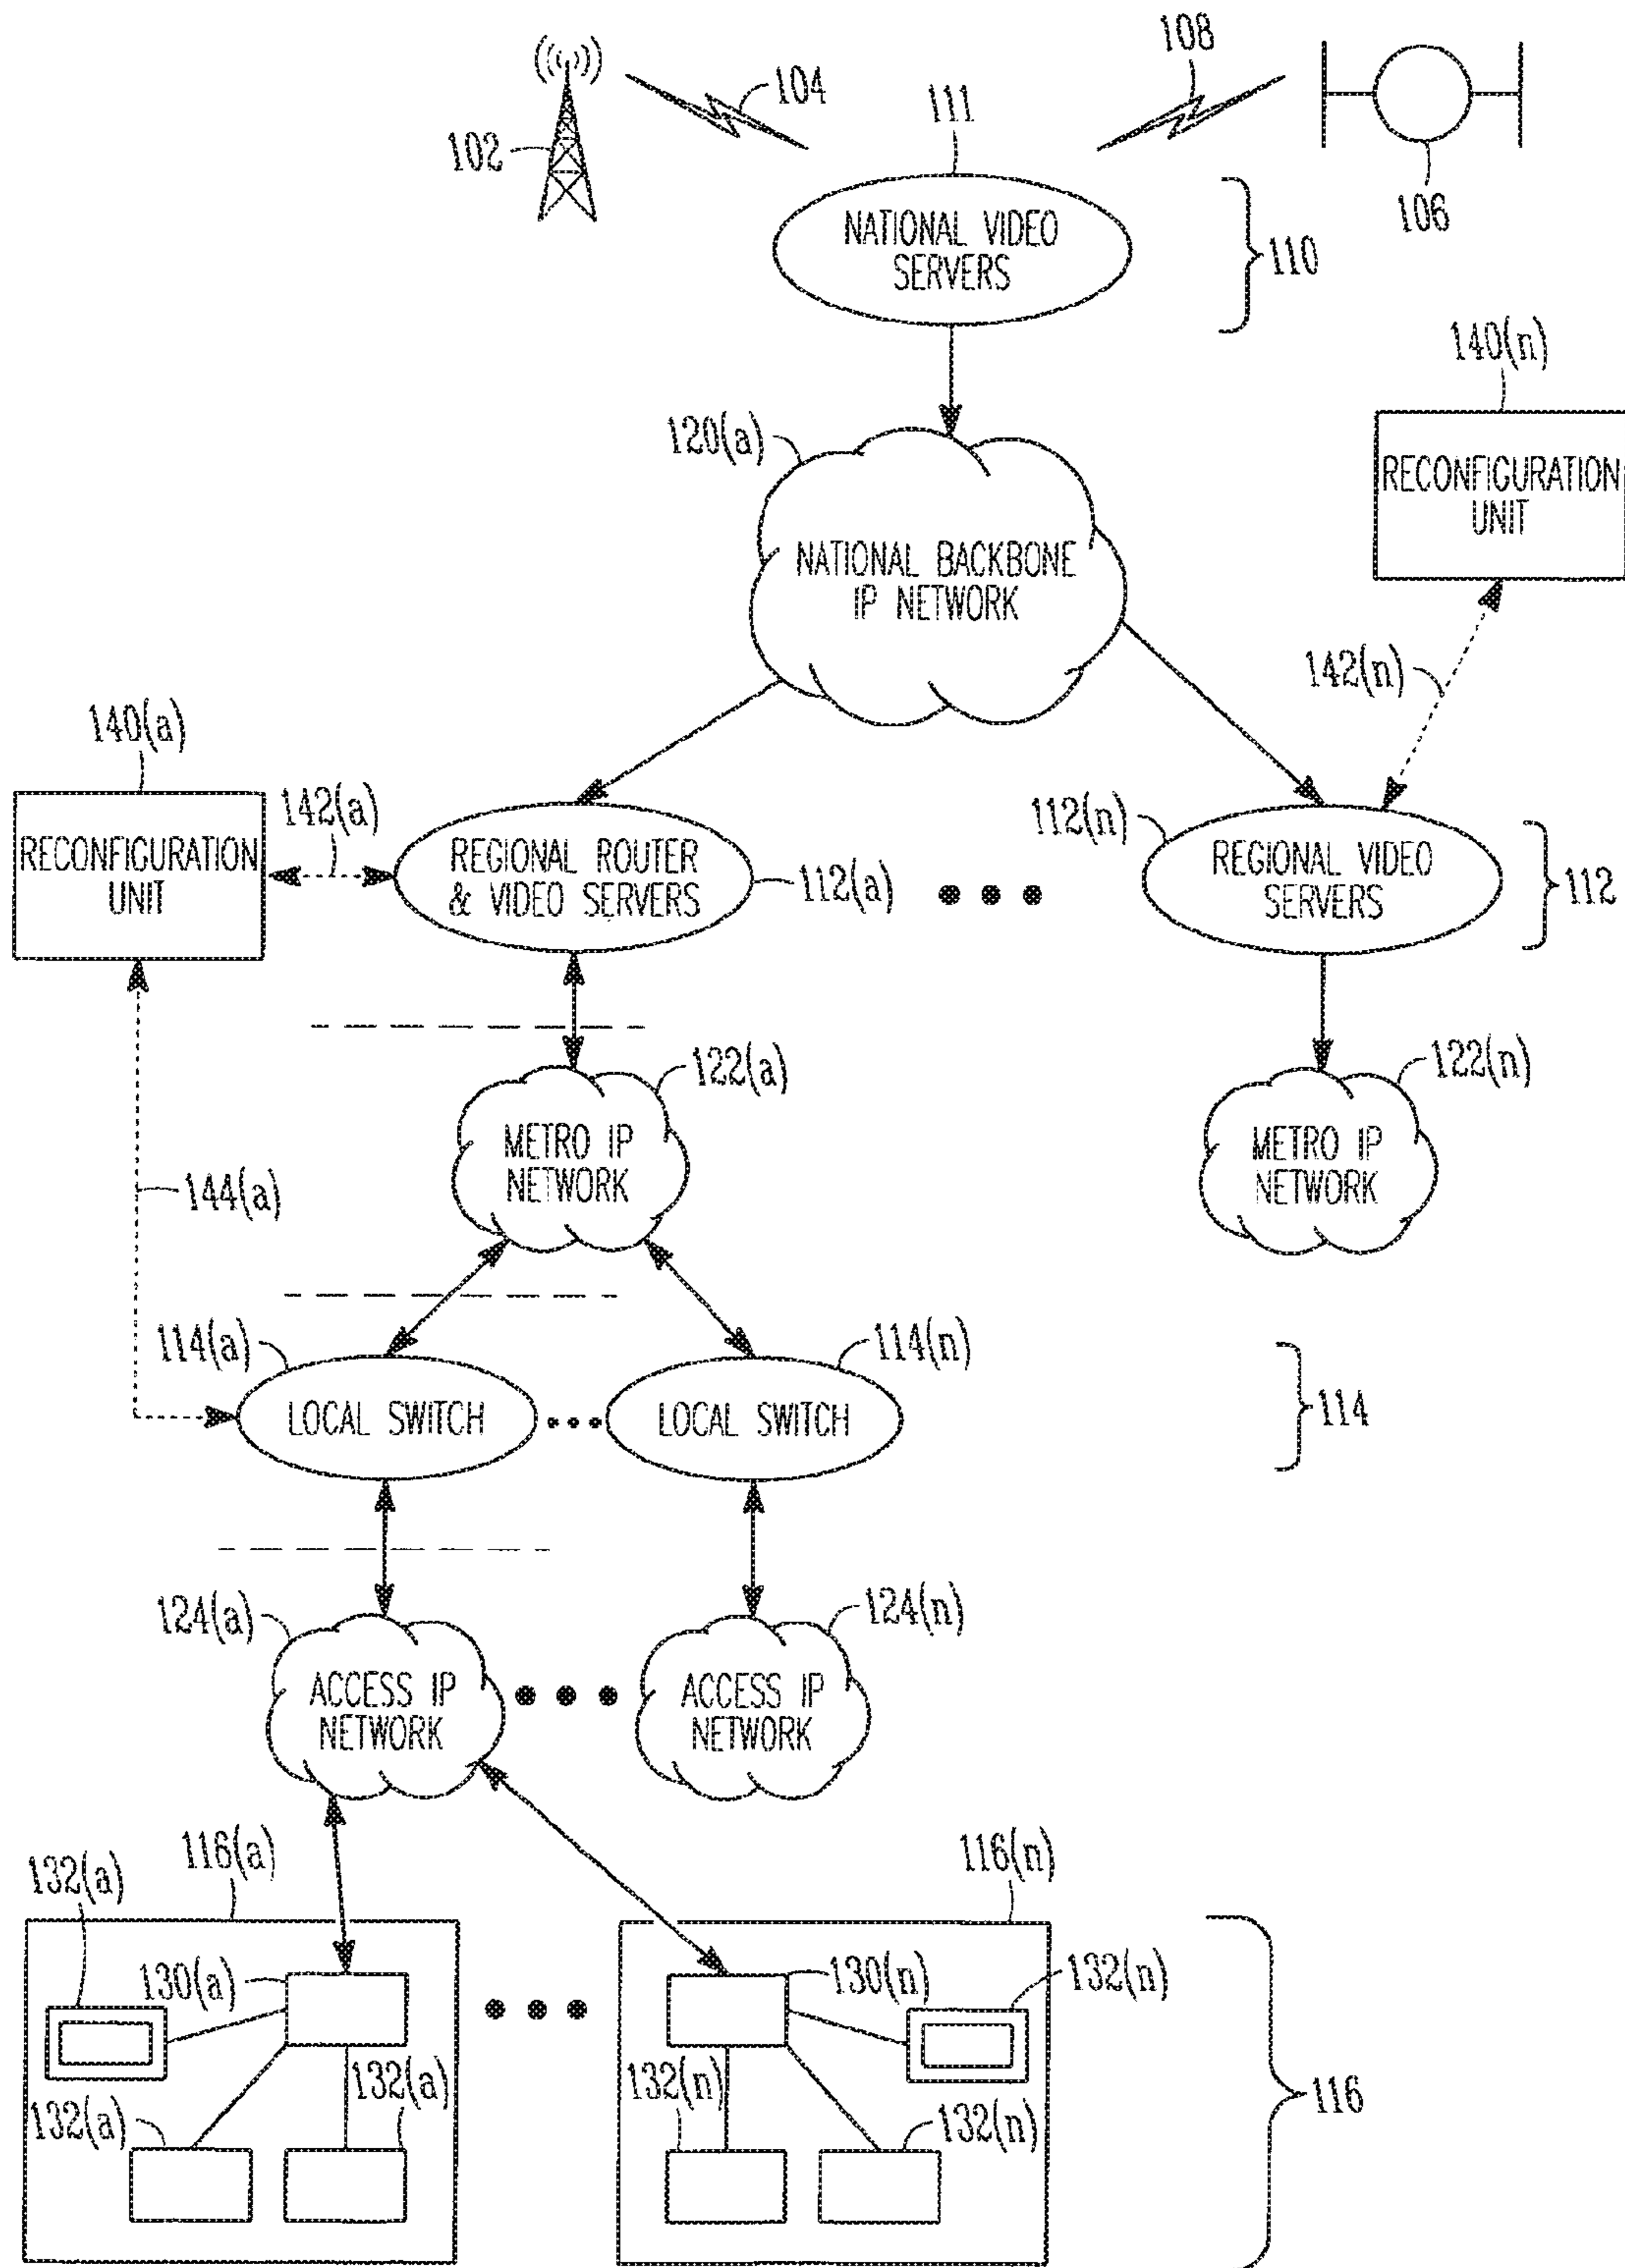 108
104
111
102
106
NATIONAL VIDEO
SERVERS
110
140(n)
120(a)
RECONFIGURATION
UNIT
NATIONAL BACKBONE
IP NETWORK
142(n)
140(a)
142(a)
112(n)
RECONFIGURATION
UNIT
REGIONAL ROUTER
& VIDEO SERVERS
112(a)
REGIONAL VIDEO
SERVERS
112
122(a)
122(n)
METRO IP
NETWORK
METRO IP
NETWORK
144(a)
114(a)
114(n)
LOCAL SWITCH
LOCAL SWITCH
114
124(a)
124(n)
ACCESS IP
NETWORK
ACCESS IP
NETWORK
116(a)
116(n)
132(a)
130(a)
130(n)
132(n)
132(a)
132(a)
132(n)
132(n)
116